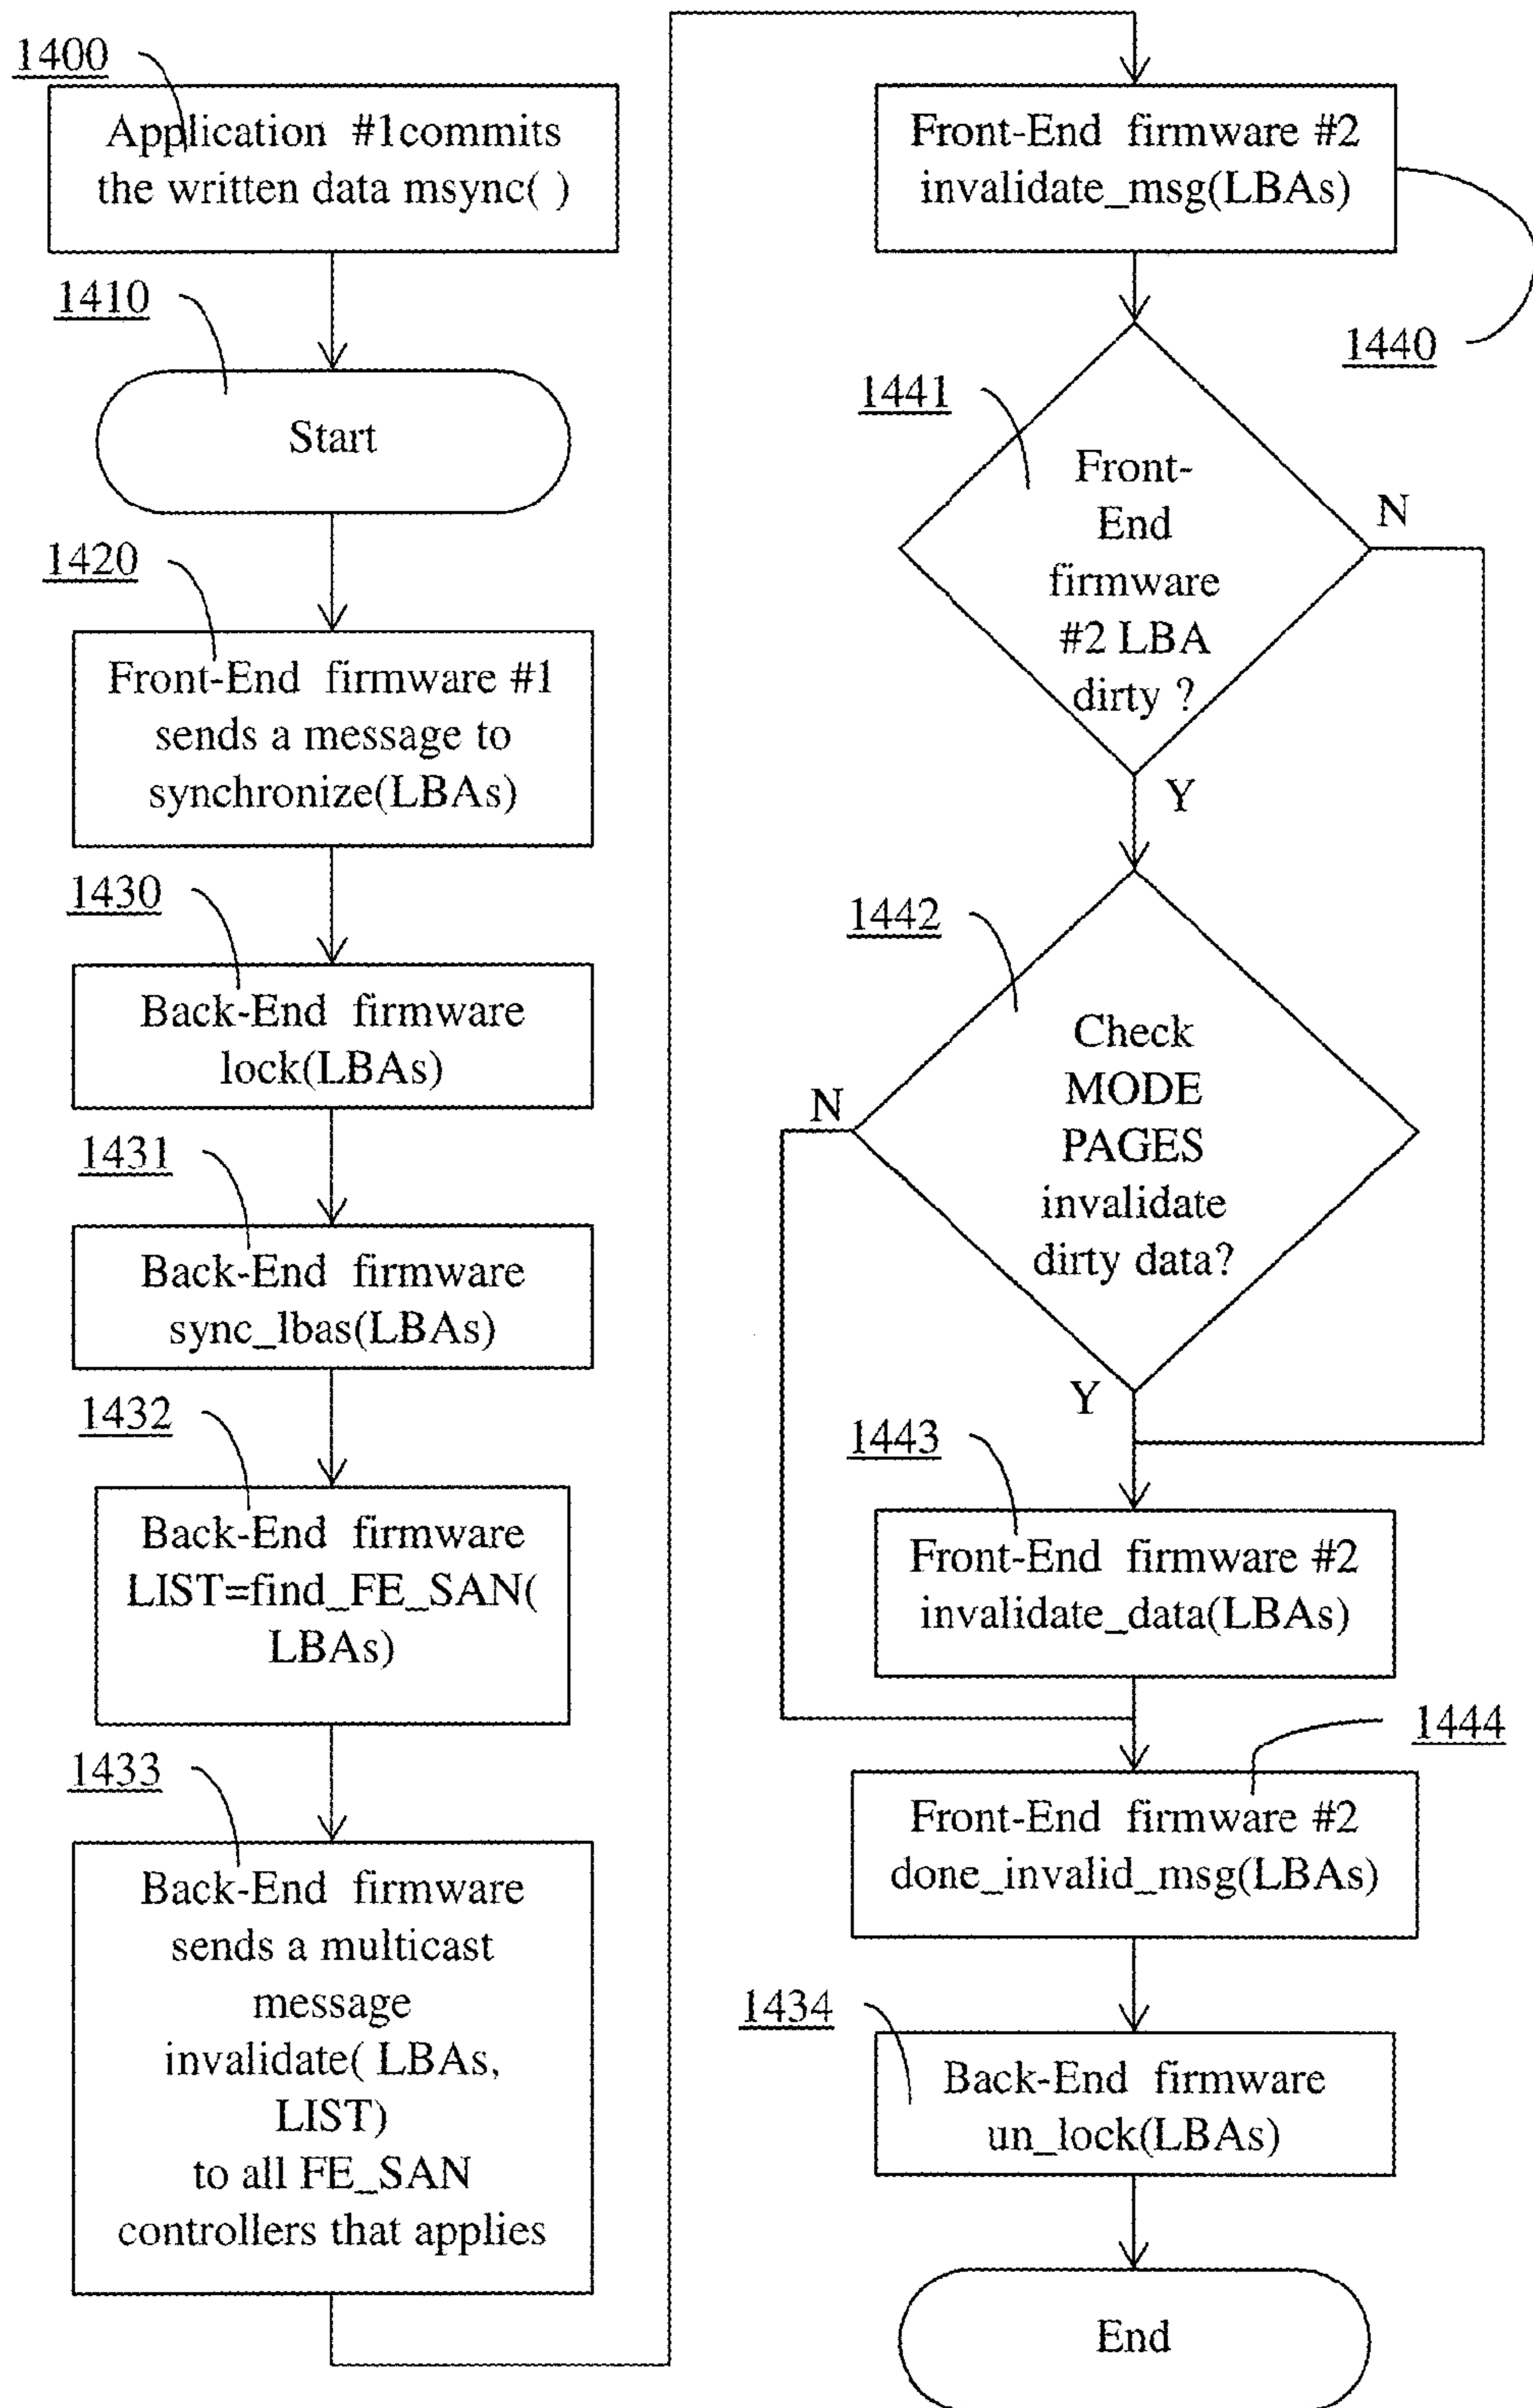 1400
Application #1commits
the written data msync( )
1410
Start
1420
Front-End firmware #1
sends a message to
synchronize(LBAs)
1430
Back-End firmware
lock(LBAs)
1431
Back-End firmware
sync_lbas(LBAs)
1432
Back-End firmware
LIST=find_FE_SAN(
LBAs)
1433
Back-End firmware
sends a multicast
message
invalidate( LBAs,
LIST)
to all FE_SAN
controllers that applies
Front-End firmware #2
invalidate_msg(LBAs)
1440
1441
Front-
End
firmware
#2 LBA
dirty ?
N
Y
1442
Check
MODE
PAGES
invalidate
dirty data?
N
Y
1443
Front-End firmware #2
invalidate_data(LBAs)
1444
Front-End firmware #2
done_invalid_msg(LBAs)
1434
Back-End firmware
un_lock(LBAs)
End